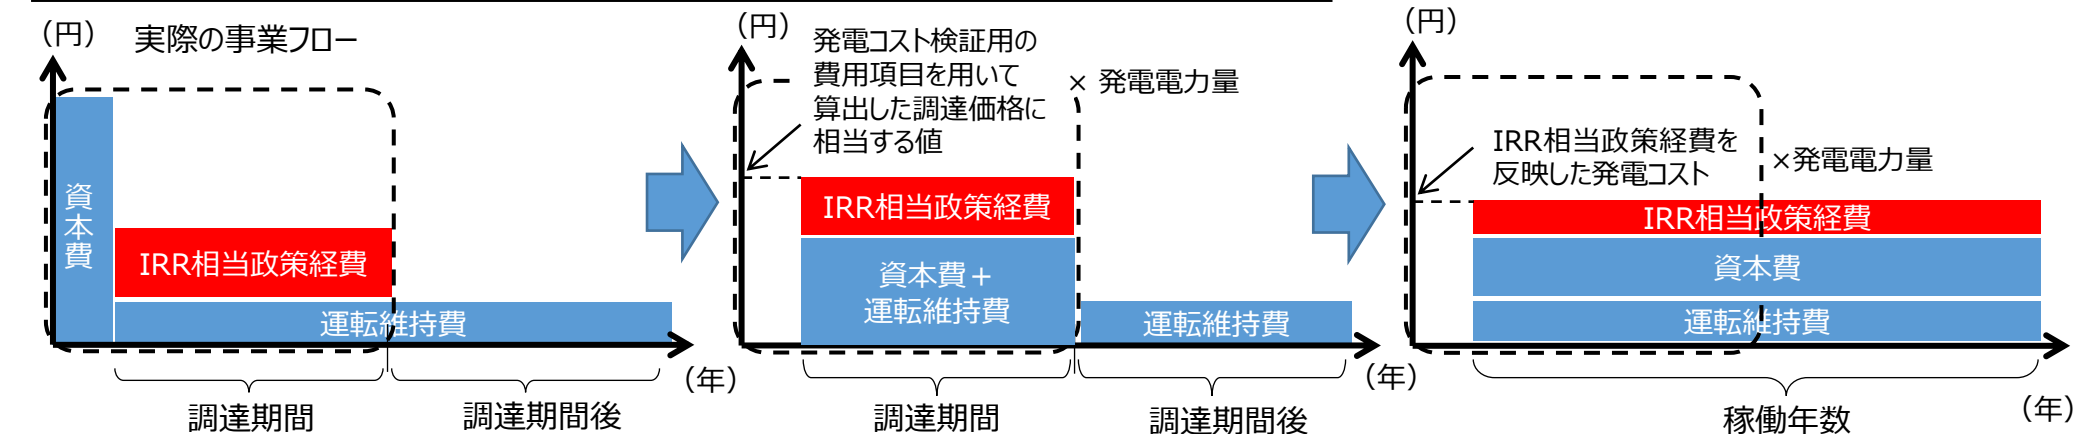 （円）
実際の事業フロー
資本費
IRR相当政策経費
運転維持費
（年）
調達期間
調達期間後
（円）
発電コスト検証用の
費用項目を用いて
算出した調達価格に
相当する値
× 発電電力量
IRR相当政策経費
資本費＋
運転維持費
運転維持費
（年）
調達期間
調達期間後
（円）
IRR相当政策経費を
反映した発電コスト
×発電電力量
IRR相当政策経費
資本費
運転維持費
稼働年数
（年）